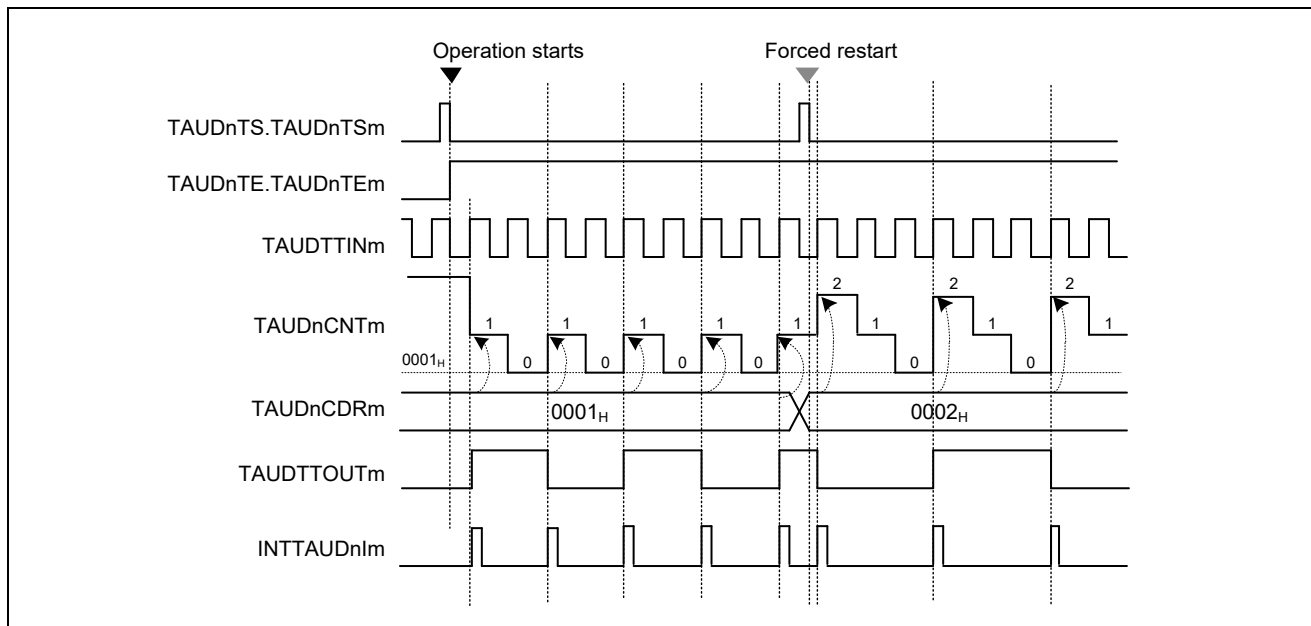 Operation starts
Forced restart
TAUDnTS.TAUDnTSm
TAUDnTE.TAUDnTEm
TAUDTTINm
TAUDnCNTm
0001H
1
0
1
0
1
0
1
0
1
2
1
0
2
1
0
2
1
TAUDnCDRm
0001H
0002H
TAUDTTOUTm
INTTAUDnIm